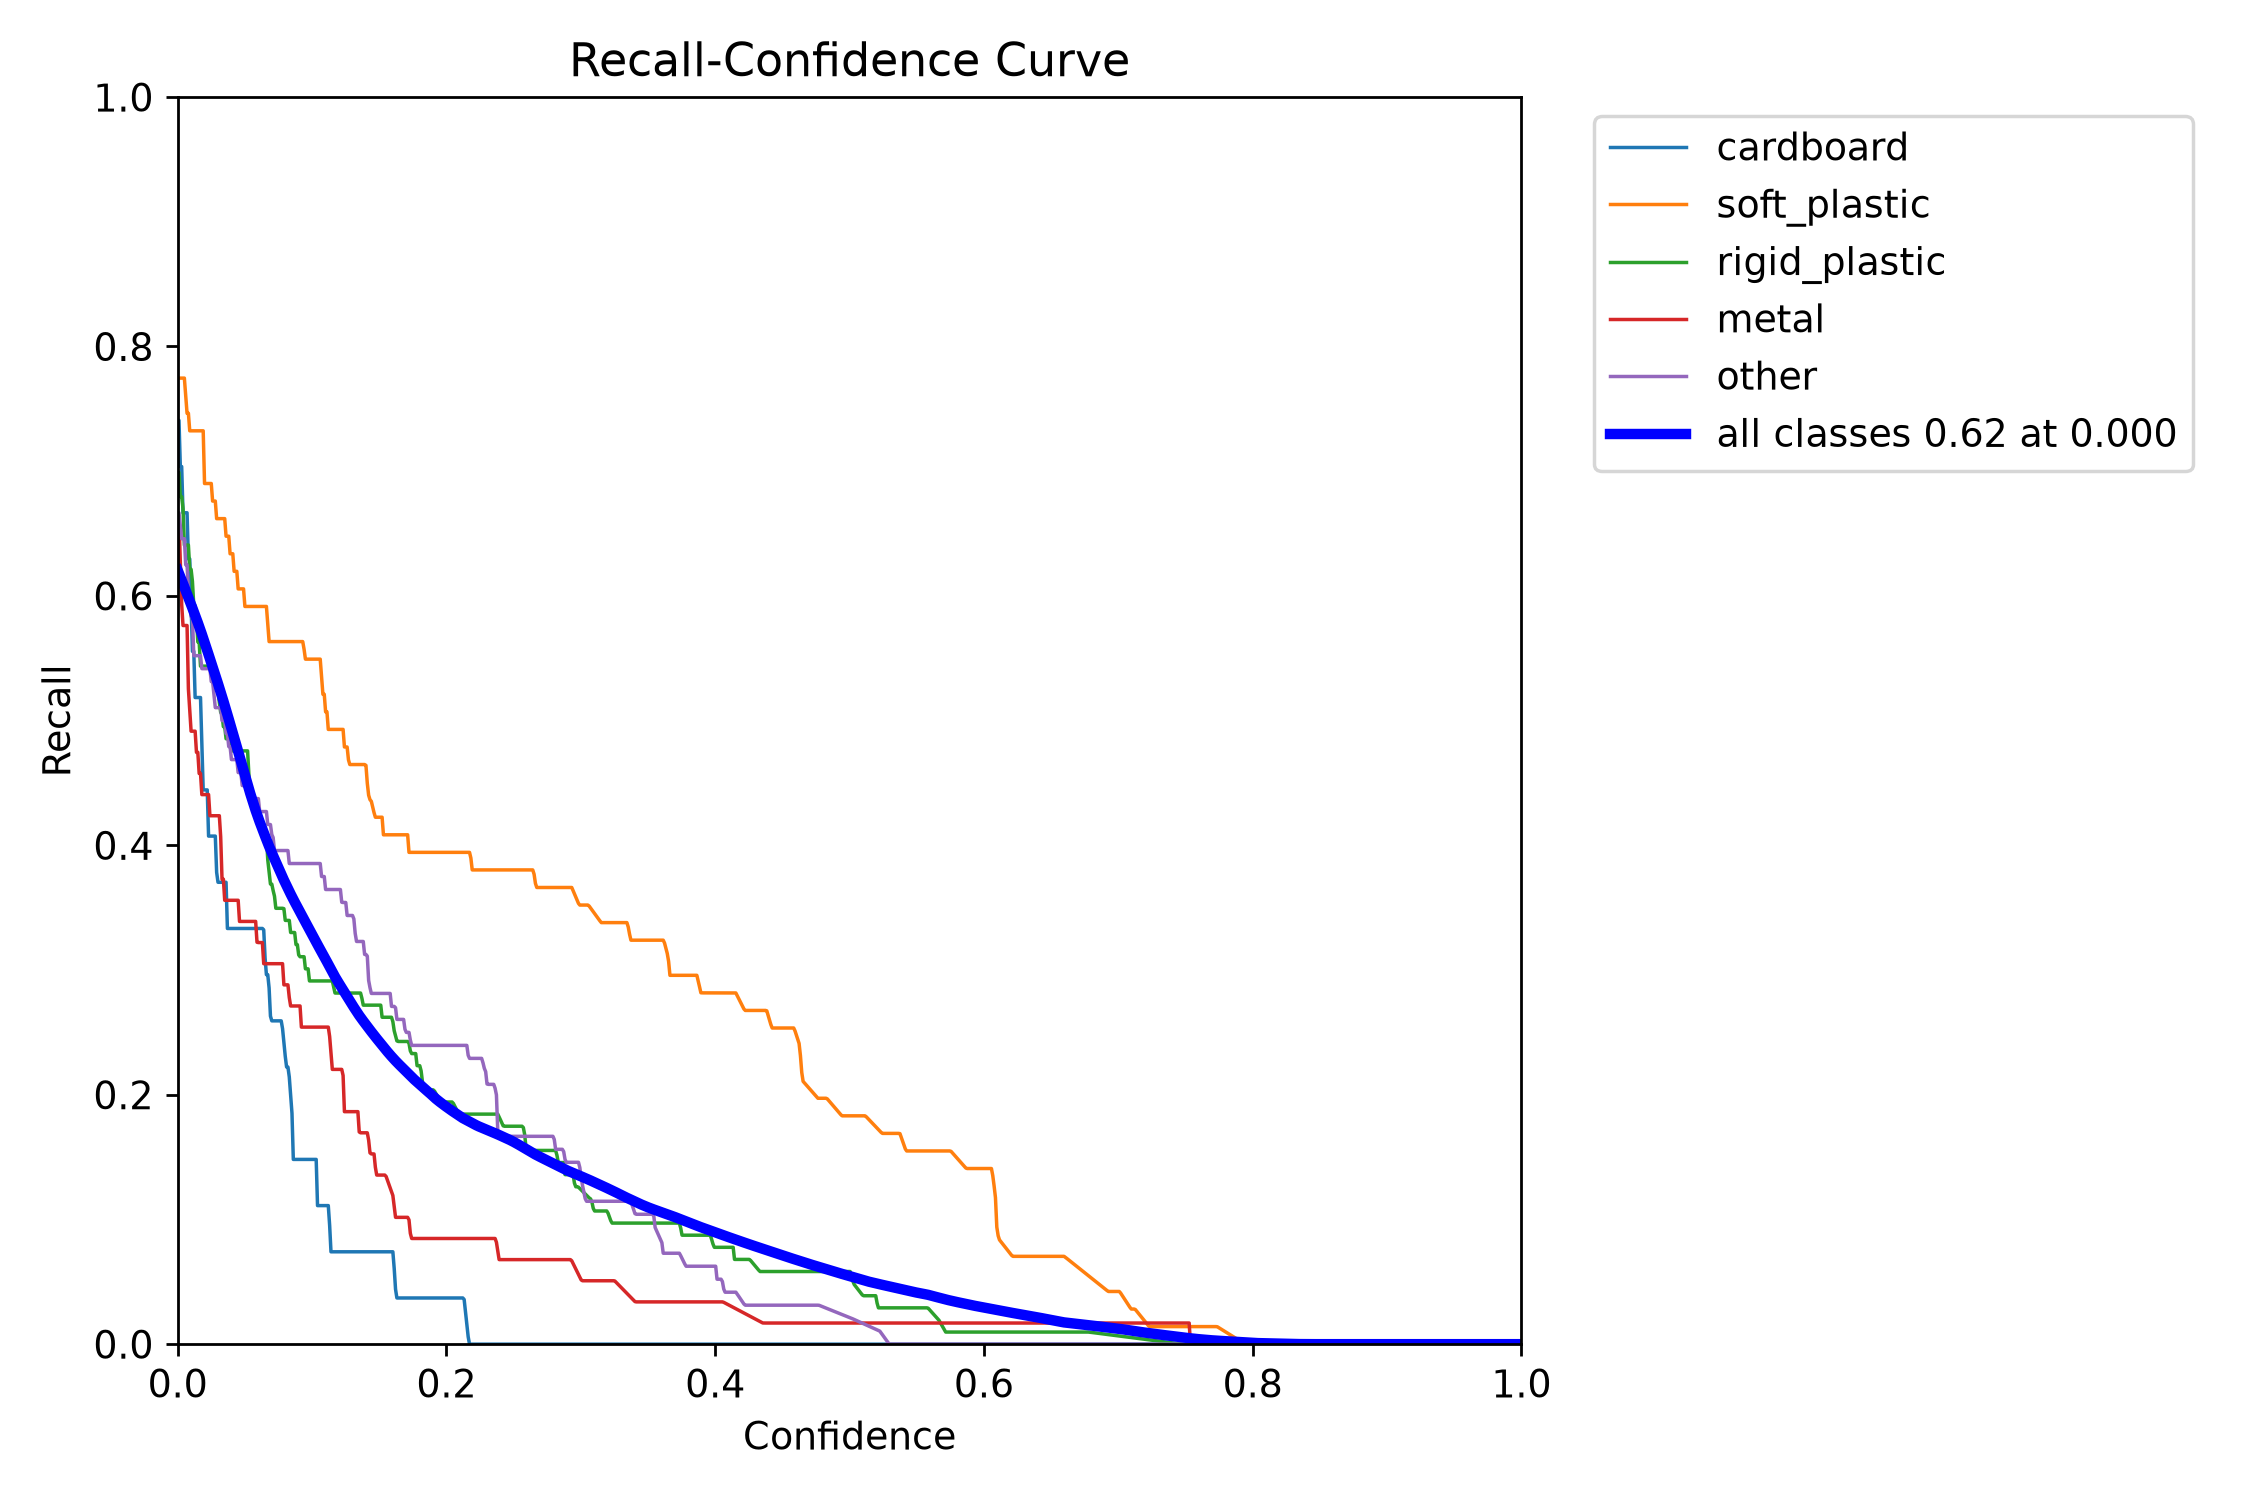 Recall-Confidence Curve
1.0
0.8
0.6
0.4
0.2
0.0
Recall
0.0 0.2 0.4 0.6 0.8 1.0
Confidence
cardboard
soft_plastic
rigid_plastic
metal
other
all classes 0.62 at 0.000